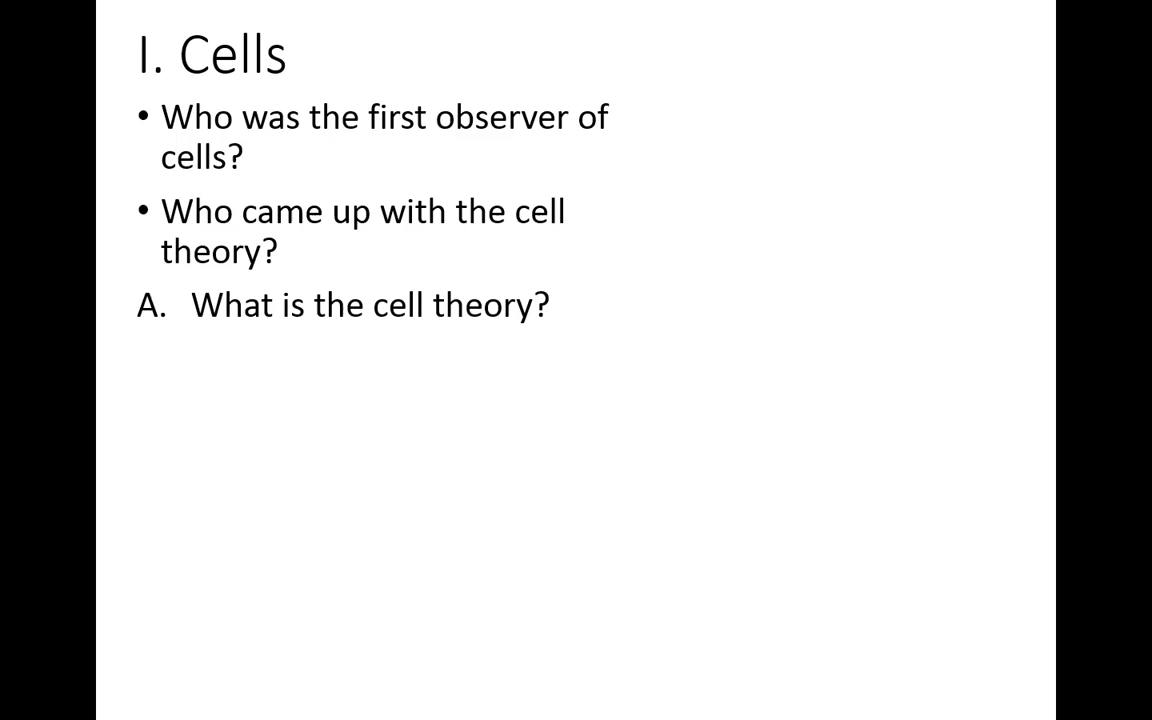 I. Cells
• Who was the first observer of
cells?
• Who came up with the cell
theory?
A. What is the cell theory?